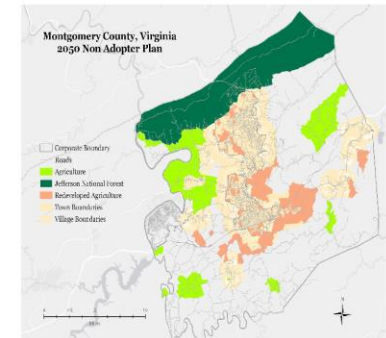 Montgomery County, Virginia
2050 Non Adopter Plan
Corporate Boundary
Roads
Agriculture
Jefferson National Forest
Redeveloped Agriculture
Town Boundaries
Village Boundaries